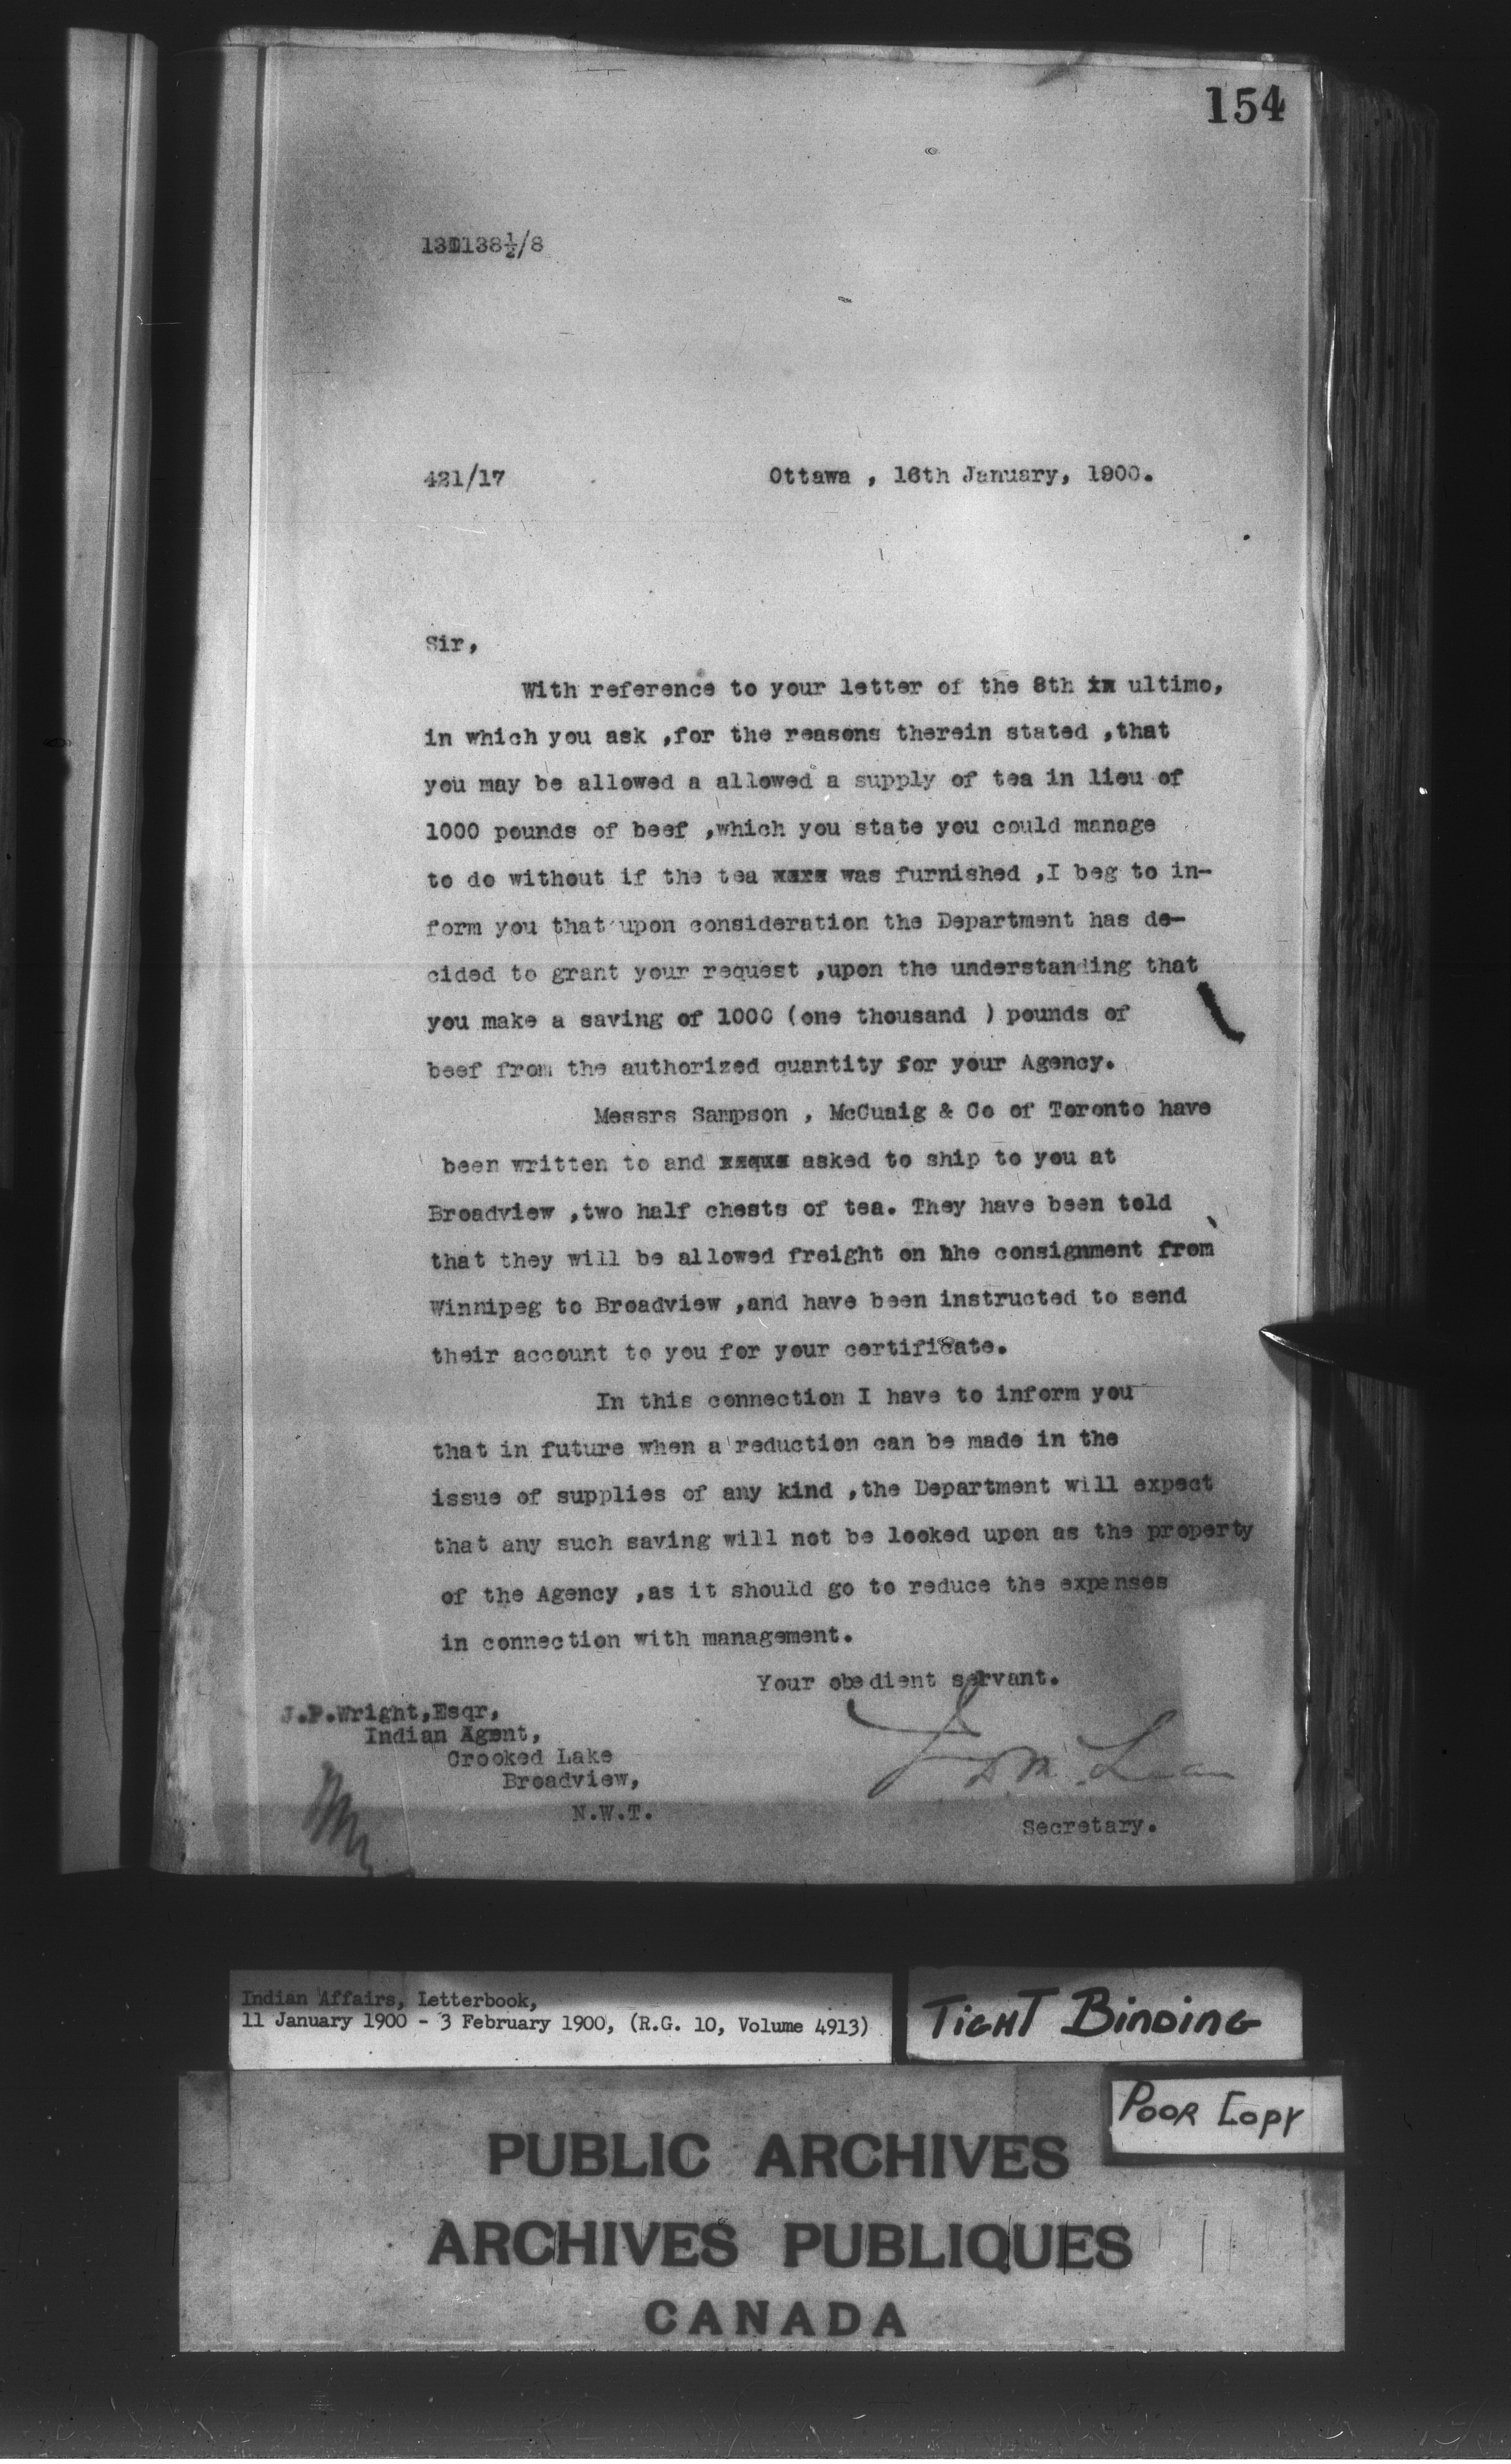 154
13D138½/8
421/17 Ottawa , 16th January, 1900.
Sir,
With reference to your letter of the 8th ix ultimo,
in which you ask ,for the reasons therein stated ,that
you may be allowed a allowed a supply of tea in lieu of
1000 pounds of beef ,which you state you could manage
to do without if the tea xxrx was furnished ,I beg to in-
form you that upon consideration the Department has de-
cided to grant your request ,upon the understanding that
you make a saving of 1000 (one thousand ) pounds of
beef from the authorized quantity for your Agency.
Messrs Sampson , McCuaig & Co of Toronto have
been written to and xxqux asked to ship to you at
Broadview ,two half chests of tea. They have been told
that they will be allowed freight on hhe consignment from
Winnipeg to Broadview ,and have been instructed to send
their account to you for your certificate.
In this connection I have to inform you
that in future when a reduction can be made in the
issue of supplies of any kind ,the Department will expect
that any such saving will not be looked upon as the property
of the Agency ,as it should go to reduce the expenses
in connection with management.
Your obedient servant.
J.P.Wright,Esqr,
Indian Agent,
Crooked Lake
Broadview,
N.W.T.
J D McLean
Secretary.
Indian Affairs, Letterbook,
11 January 1900 - 3 February 1900, (R.G. 10, Volume 4913)
TIGHT BINDING
POOR COPY
PUBLIC ARCHIVES
ARCHIVES PUBLIQUES
CANADA